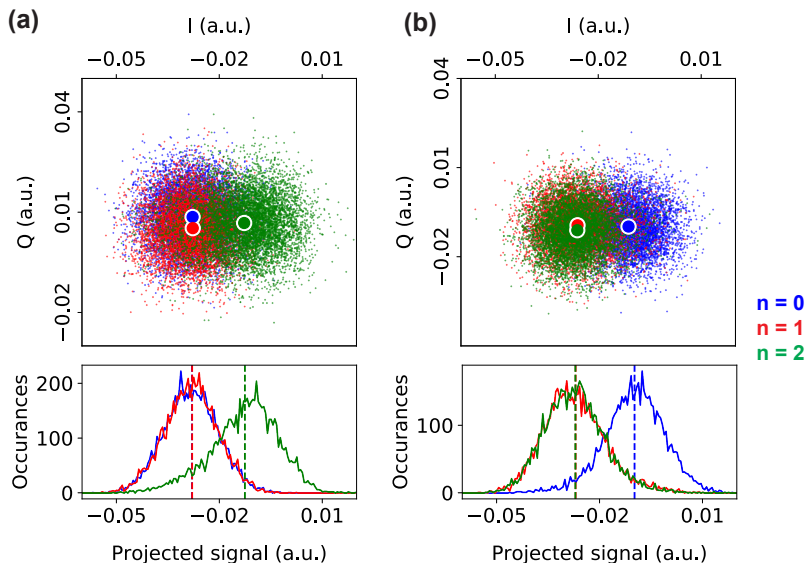 (a)
I (a.u.)
−0.05 −0.02 0.01
Q (a.u.)
0.04
0.01
−0.02
Occurances
200
100
0
−0.05 −0.02 0.01
Projected signal (a.u.)
(b)
I (a.u.)
−0.05 −0.02 0.01
Q (a.u.)
0.04
0.01
−0.02
Occurances
100
0
−0.05 −0.02 0.01
Projected signal (a.u.)
n = 0
n = 1
n = 2